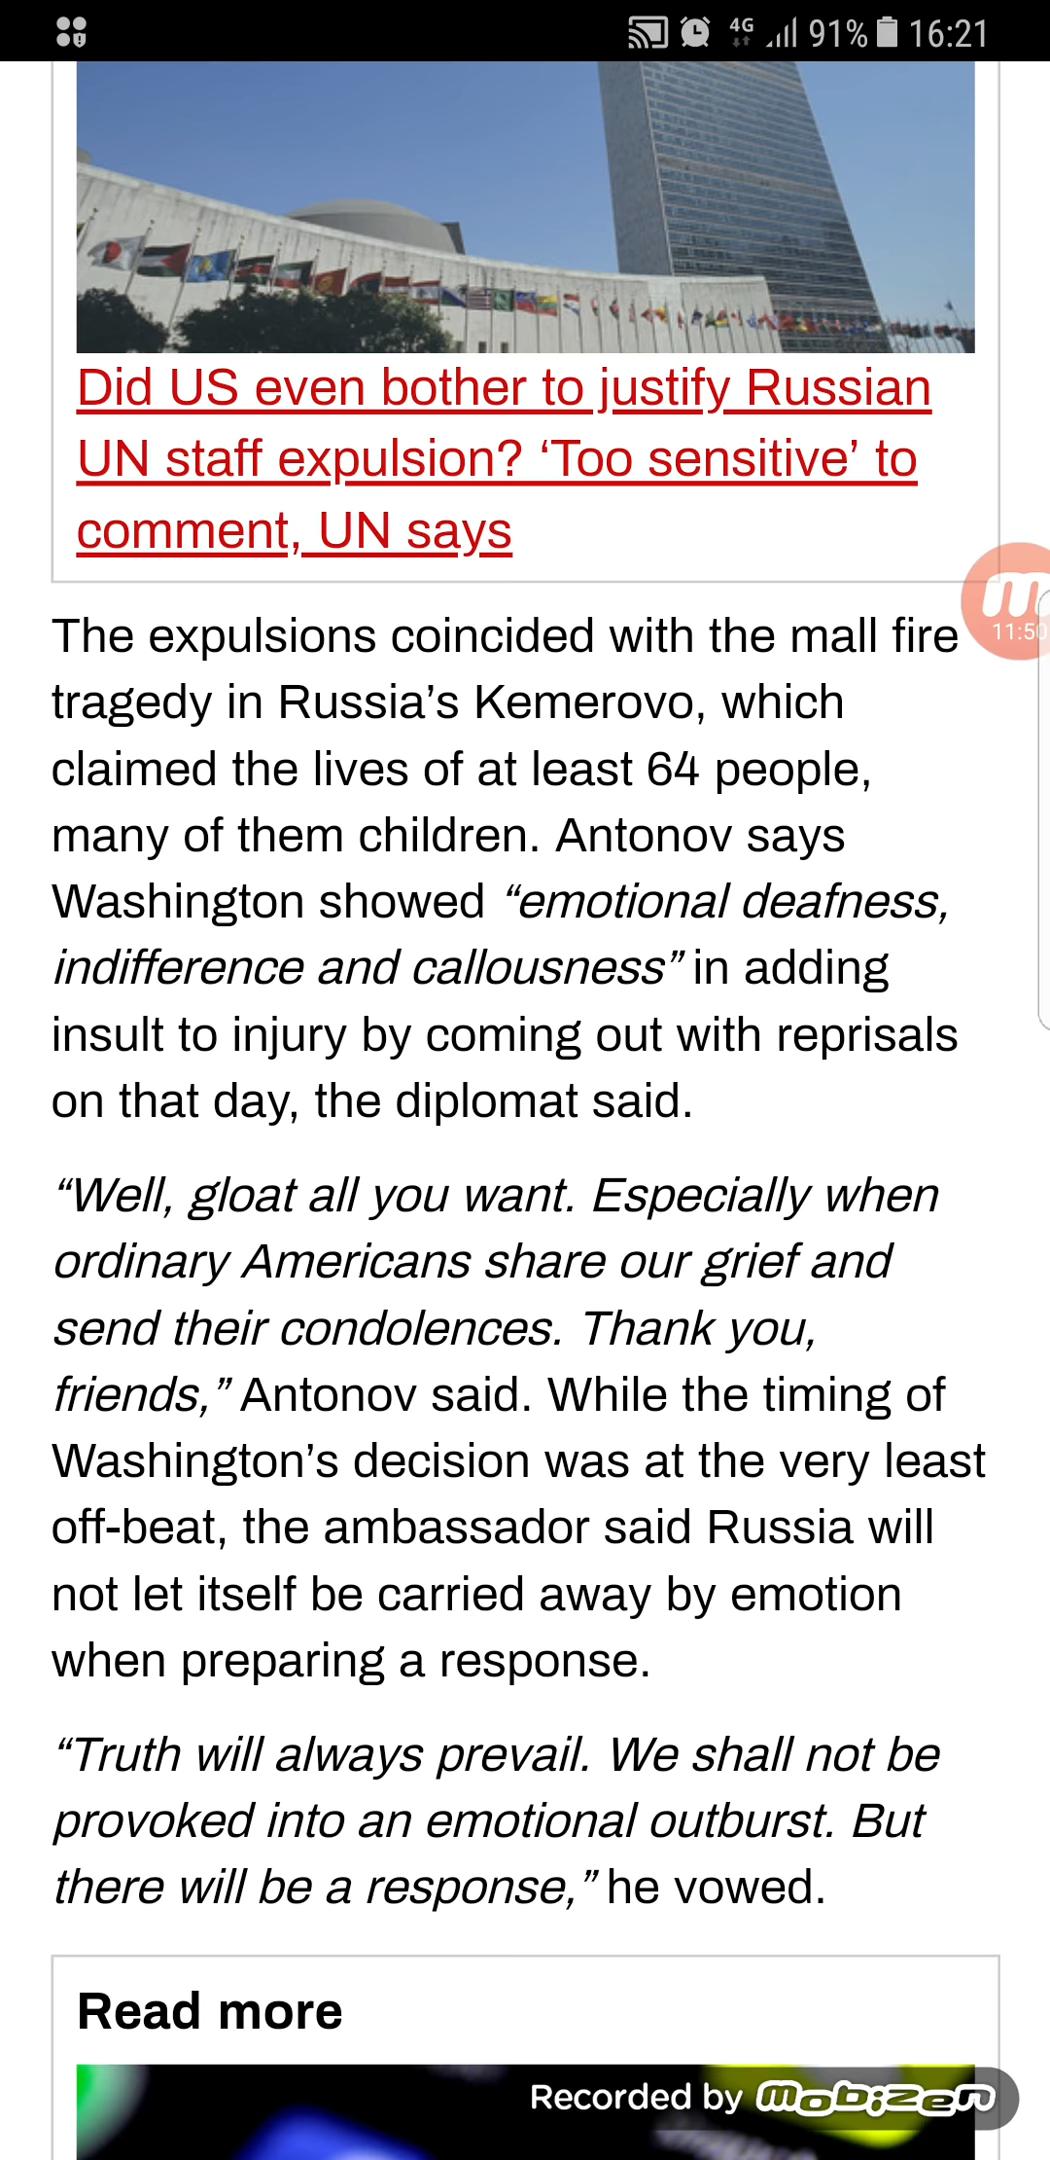 4G 91% 16:21
Did US even bother to justify Russian
UN staff expulsion? ‘Too sensitive’ to
comment, UN says
11:50
The expulsions coincided with the mall fire
tragedy in Russia’s Kemerovo, which
claimed the lives of at least 64 people,
many of them children. Antonov says
Washington showed “emotional deafness,
indifference and callousness” in adding
insult to injury by coming out with reprisals
on that day, the diplomat said.
“Well, gloat all you want. Especially when
ordinary Americans share our grief and
send their condolences. Thank you,
friends,” Antonov said. While the timing of
Washington’s decision was at the very least
off-beat, the ambassador said Russia will
not let itself be carried away by emotion
when preparing a response.
“Truth will always prevail. We shall not be
provoked into an emotional outburst. But
there will be a response,” he vowed.
Read more
Recorded by mobizen